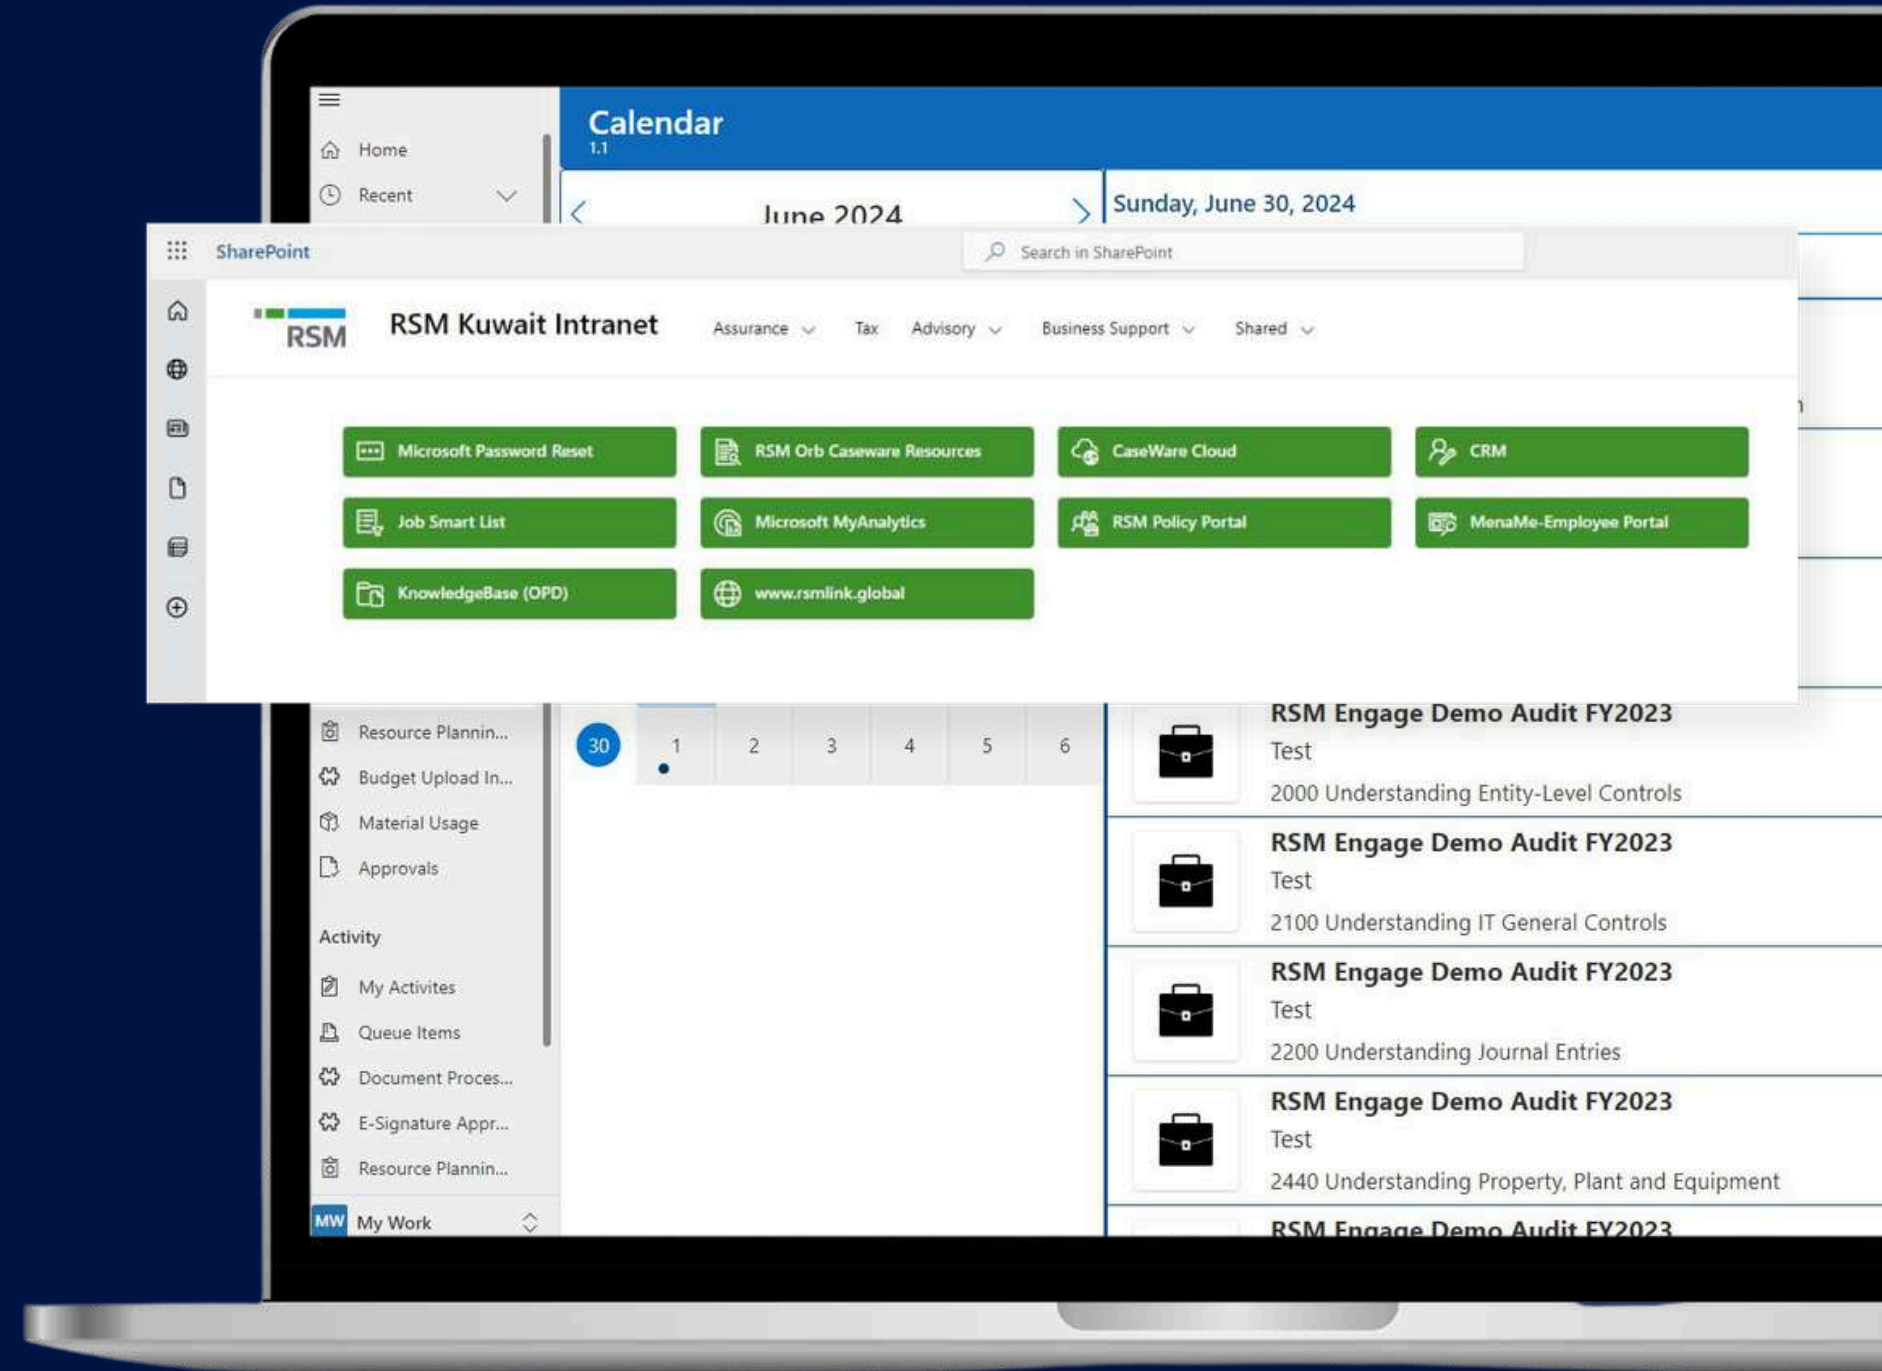 Home
Recent
Calendar
1.1
June 2024
Sunday, June 30, 2024
SharePoint
Search in SharePoint
RSM
RSM Kuwait Intranet
Assurance
Tax
Advisory
Business Support
Shared
Microsoft Password Reset
RSM Orb Caseware Resources
CaseWare Cloud
CRM
Job Smart List
Microsoft MyAnalytics
RSM Policy Portal
MenaMe-Employee Portal
KnowledgeBase (OPD)
www.rsmlink.global
Resource Plannin...
Budget Upload In...
Material Usage
Approvals
Activity
My Activites
Queue Items
Document Proces...
E-Signature Appr...
Resource Plannin...
MW My Work
30 1 2 3 4 5 6
RSM Engage Demo Audit FY2023
Test
2000 Understanding Entity-Level Controls
RSM Engage Demo Audit FY2023
Test
2100 Understanding IT General Controls
RSM Engage Demo Audit FY2023
Test
2200 Understanding Journal Entries
RSM Engage Demo Audit FY2023
Test
2440 Understanding Property, Plant and Equipment
RSM Engage Demo Audit FY2023